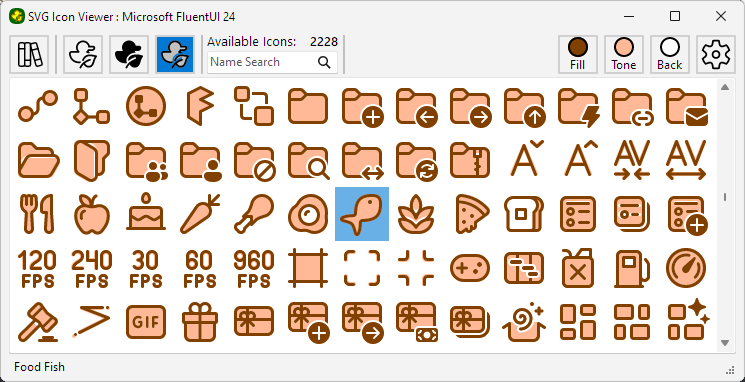 SVG Icon Viewer : Microsoft FluentUI 24
Available Icons: 2228
Name Search
Fill
Tone
Back
A A AV AV
120 240 30 60 960
FPS FPS FPS FPS FPS
GIF
Food Fish